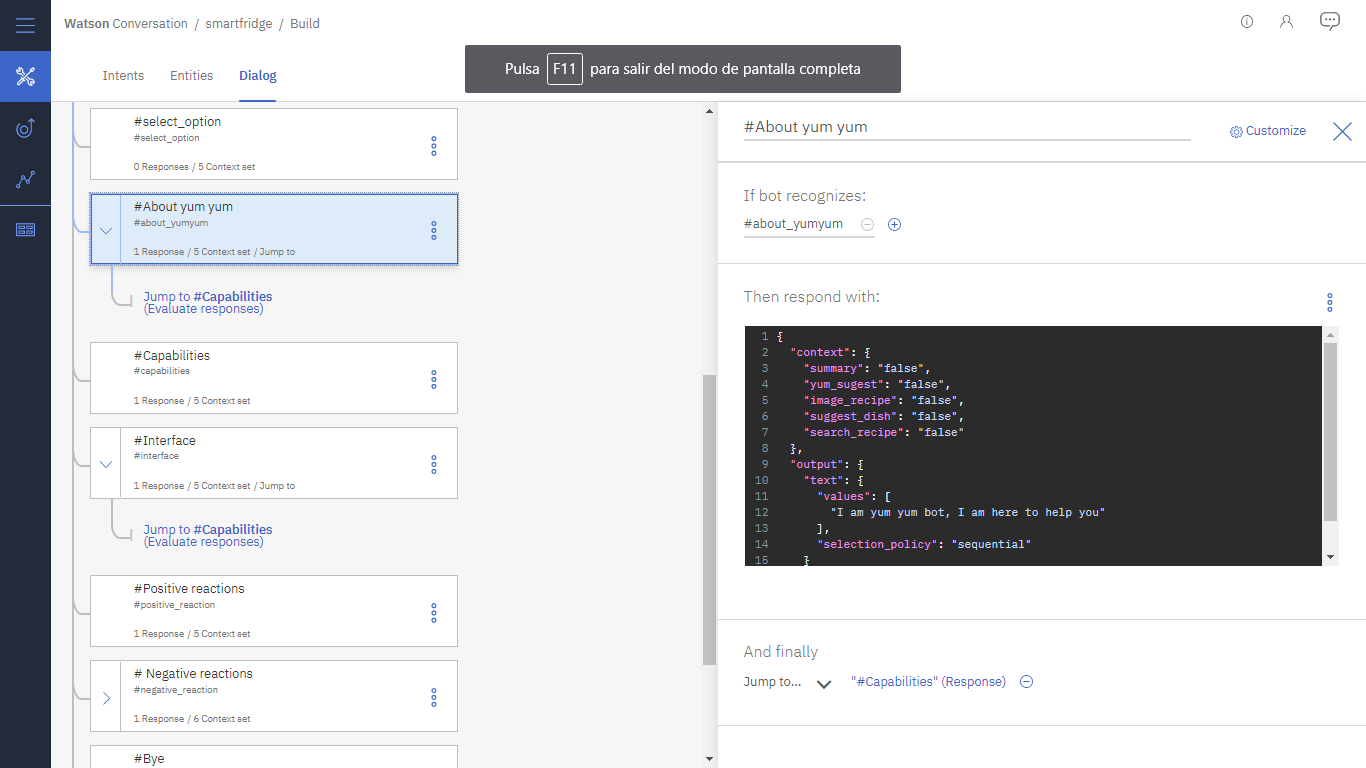 Watson Conversation / smartfridge / Build
Pulsa F11 para salir del modo de pantalla completa
Intents Entities Dialog
#select_option
#select_option
0 Responses / 5 Context set
#About yum yum
#about_yumyum
1 Response / 5 Context set / Jump to
Jump to #Capabilities
(Evaluate responses)
#Capabilities
#capabilities
1 Response / 5 Context set
#Interface
#interface
1 Response / 5 Context set / Jump to
Jump to #Capabilities
(Evaluate responses)
#Positive reactions
#positive_reaction
1 Response / 5 Context set
# Negative reactions
#negative_reaction
1 Response / 6 Context set
#Bye
#About yum yum
Customize
If bot recognizes:
#about_yumyum
Then respond with:
1 {
2 "context": {
3 "summary": "false",
4 "yum_sugest": "false",
5 "image_recipe": "false",
6 "suggest_dish": "false",
7 "search_recipe": "false"
8 },
9 "output": {
10 "text": {
11 "values": [
12 "I am yum yum bot, I am here to help you"
13 ],
14 "selection_policy": "sequential"
15 }
And finally
Jump to... "#Capabilities" (Response)